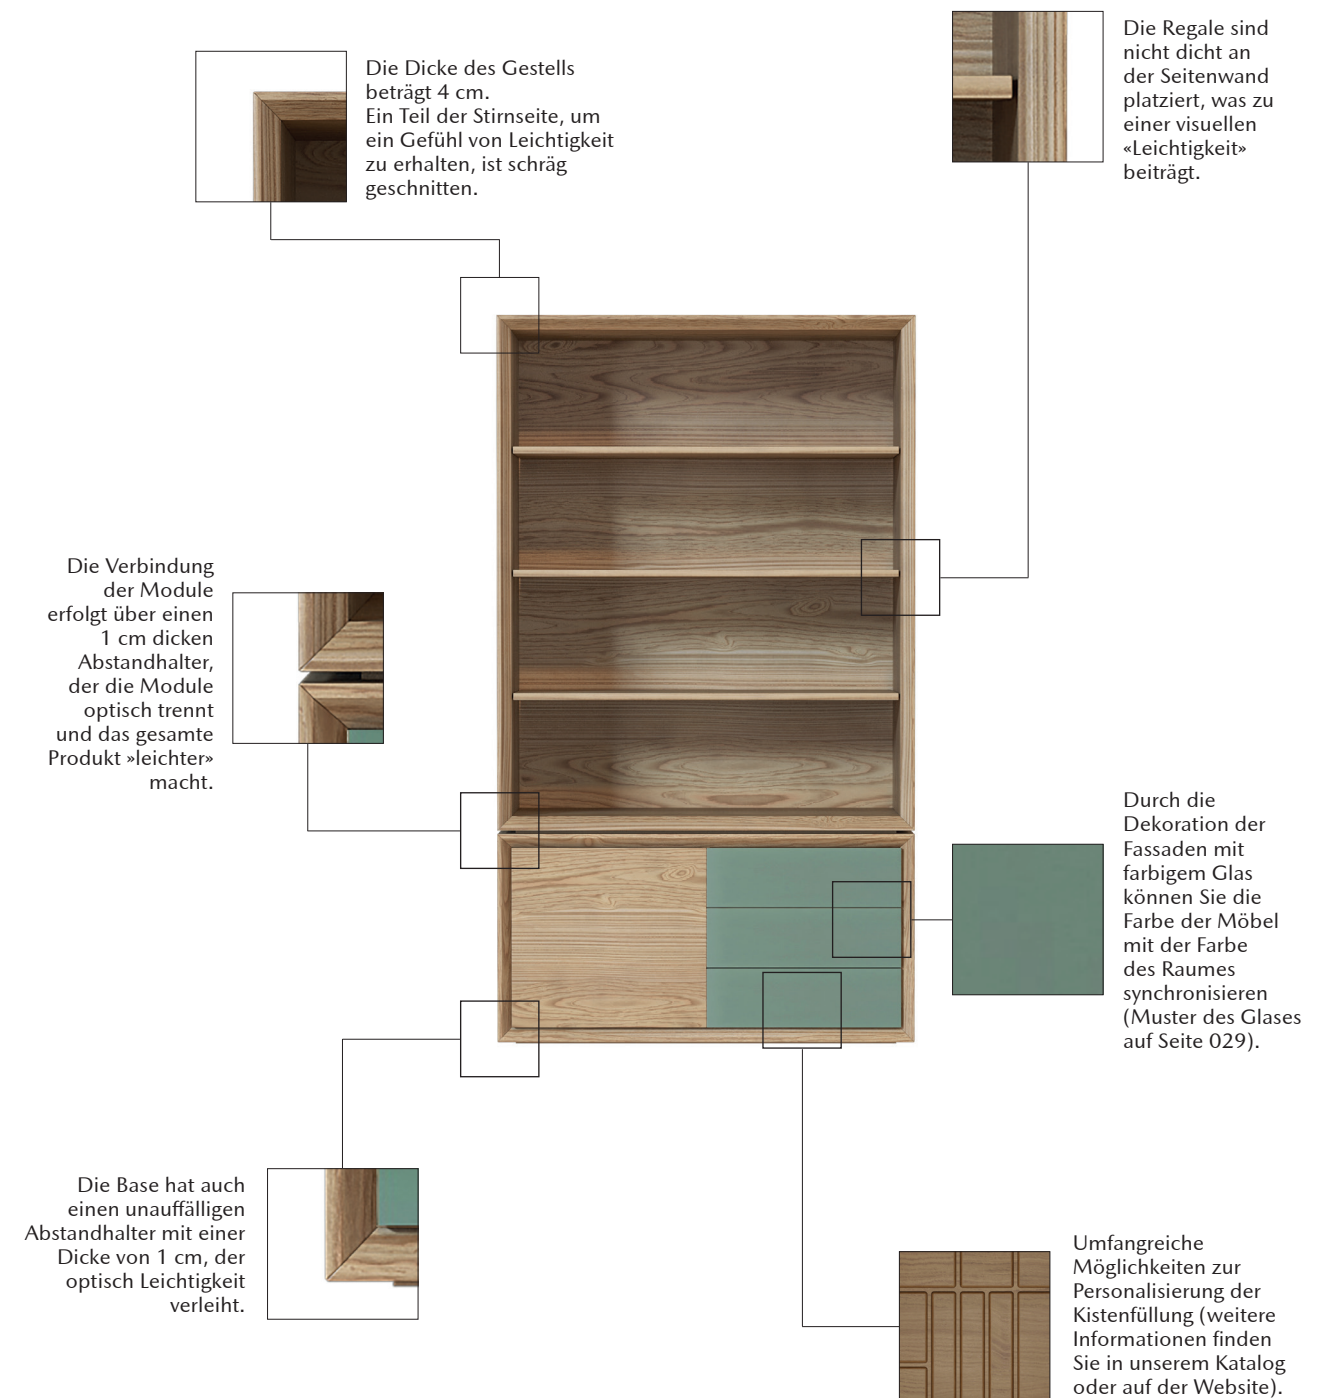 Die Dicke des Gestells
beträgt 4 cm.
Ein Teil der Stirnseite, um
ein Gefühl von Leichtigkeit
zu erhalten, ist schräg
geschnitten.
Die Regale sind
nicht dicht an
der Seitenwand
platziert, was zu
einer visuellen
«Leichtigkeit»
beiträgt.
Die Verbindung
der Module
erfolgt über einen
1 cm dicken
Abstandhalter,
der die Module
optisch trennt
und das gesamte
Produkt »leichter»
macht.
Durch die
Dekoration der
Fassaden mit
farbigem Glas
können Sie die
Farbe der Möbel
mit der Farbe
des Raumes
synchronisieren
(Muster des Glases
auf Seite 029).
Die Base hat auch
einen unauffälligen
Abstandhalter mit einer
Dicke von 1 cm, der
optisch Leichtigkeit
verleiht.
Umfangreiche
Möglichkeiten zur
Personalisierung der
Kistenfüllung (weitere
Informationen finden
Sie in unserem Katalog
oder auf der Website).